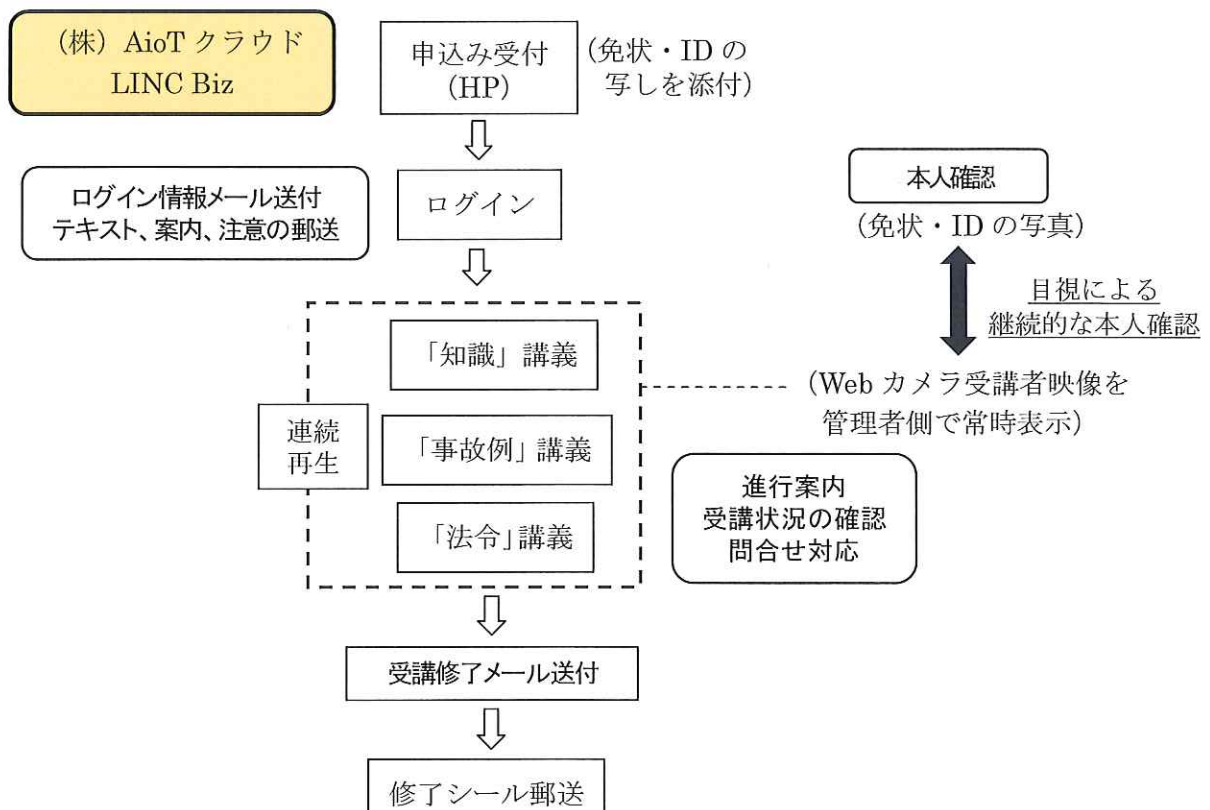 （株）AioT クラウド
LINC Biz
申込み受付
(HP)
（免状・ID の
写しを添付）
ログイン情報メール送付
テキスト、案内、注意の郵送
ログイン
本人確認
（免状・ID の写真）
目視による
継続的な本人確認
「知識」講義
（Web カメラ受講者映像を
管理者側で常時表示）
連続
再生
「事故例」講義
「法令」講義
進行案内
受講状況の確認
問合せ対応
受講修了メール送付
修了シール郵送